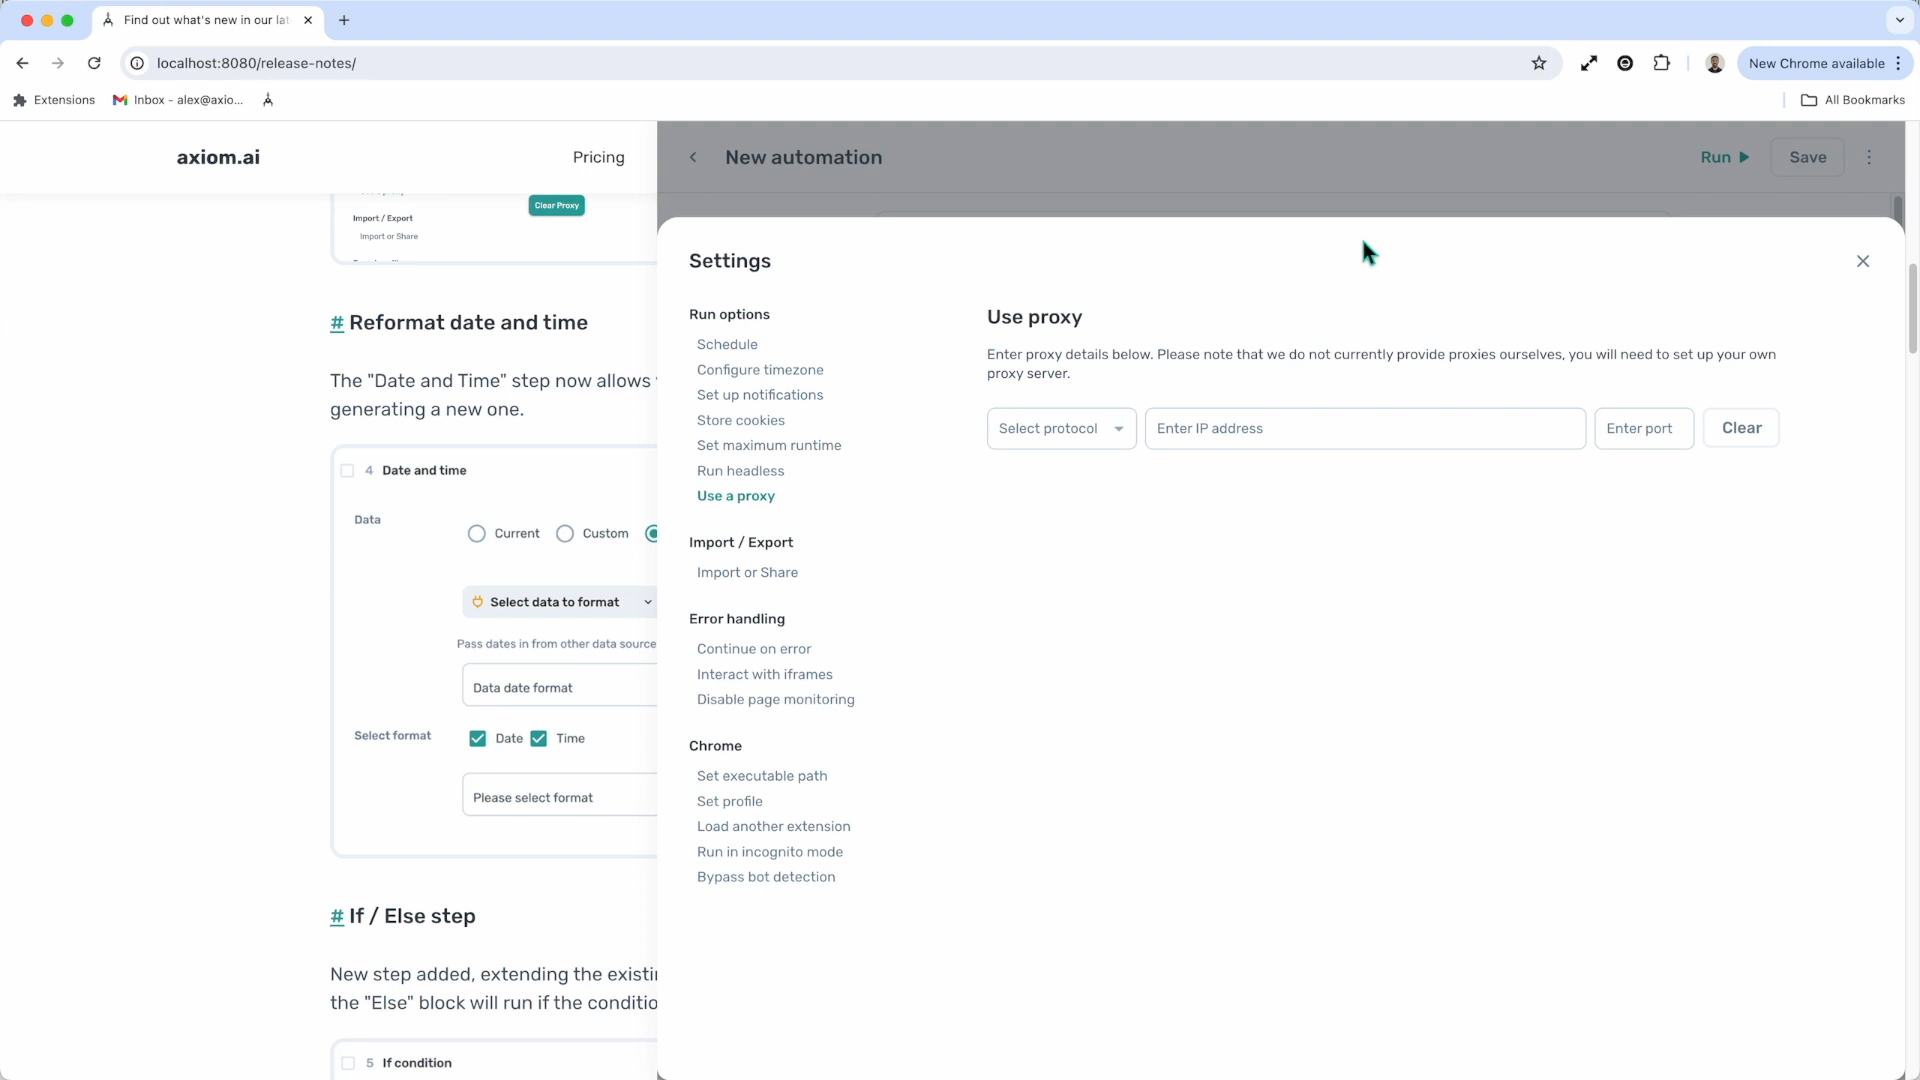 Find out what's new in our lat
localhost:8080/release-notes/
New Chrome available
Extensions
Inbox - alex@axio...
All Bookmarks
axiom.ai
Pricing
Clear Proxy
Import / Export
Import or Share
# Reformat date and time
The "Date and Time" step now allows
generating a new one.
4 Date and time
Data
Current
Custom
Select data to format
Pass dates in from other data source
Data date format
Select format
Date
Time
Please select format
# If / Else step
New step added, extending the existi
the "Else" block will run if the conditio
5 If condition
New automation
Run
Save
Settings
Run options
Schedule
Configure timezone
Set up notifications
Store cookies
Set maximum runtime
Run headless
Use a proxy
Import / Export
Import or Share
Error handling
Continue on error
Interact with iframes
Disable page monitoring
Chrome
Set executable path
Set profile
Load another extension
Run in incognito mode
Bypass bot detection
Use proxy
Enter proxy details below. Please note that we do not currently provide proxies ourselves, you will need to set up your own
proxy server.
Select protocol
Enter IP address
Enter port
Clear